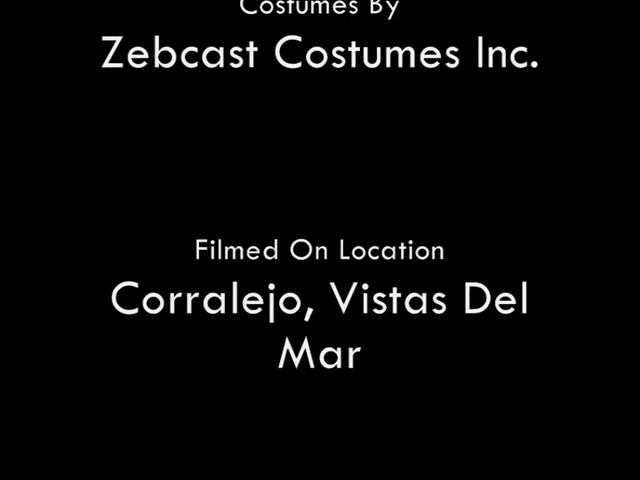 Costumes By
Zebcast Costumes Inc.
Filmed On Location
Corralejo, Vistas Del
Mar